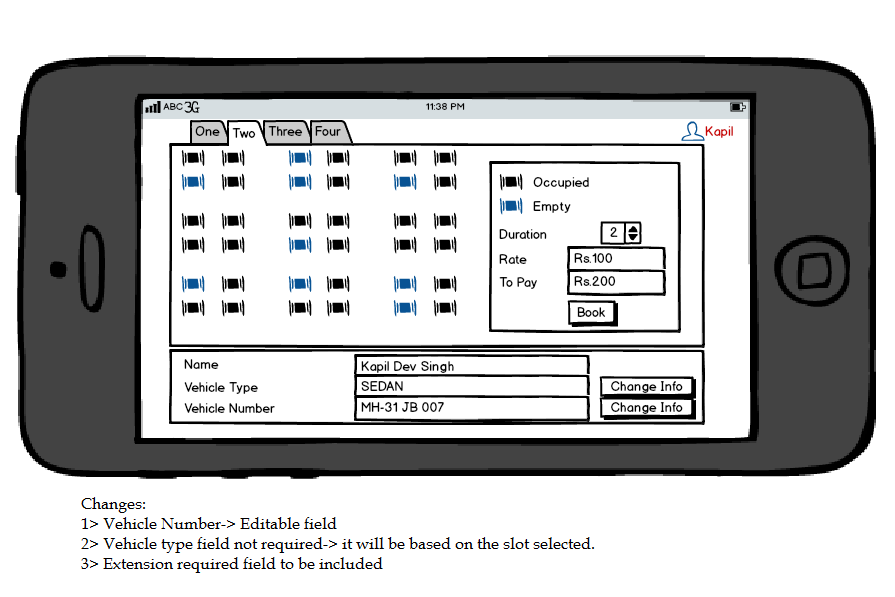 ABC 3G 11:38 PM
One Two Three Four Kapil
Occupied
Empty
Duration 2
Rate Rs.100
To Pay Rs.200
Book
Name Kapil Dev Singh
Vehicle Type SEDAN Change Info
Vehicle Number MH-31 JB 007 Change Info
Changes:
1> Vehicle Number-> Editable field
2> Vehicle type field not required-> it will be based on the slot selected.
3> Extension required field to be included